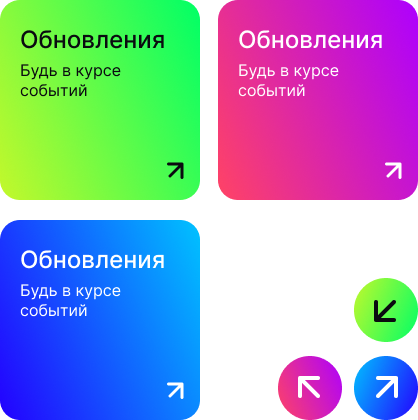 Обновления
Будь в курсе
событий
Обновления
Будь в курсе
событий
Обновления
Будь в курсе
событий